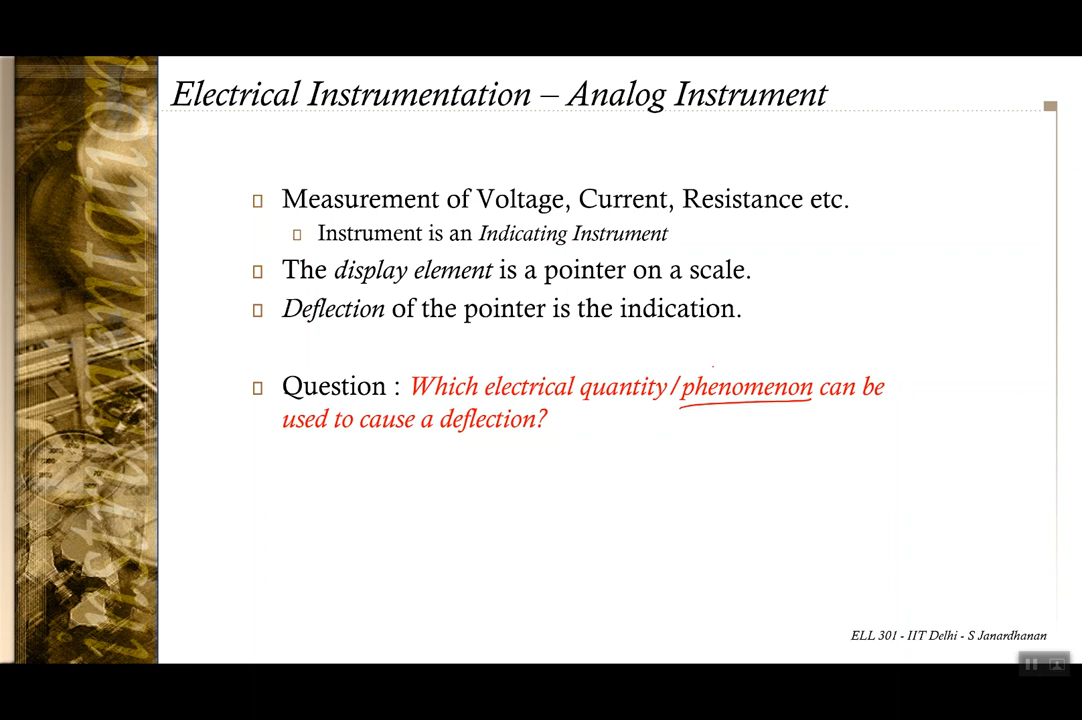 Electrical Instrumentation – Analog Instrument
Measurement of Voltage, Current, Resistance etc.
Instrument is an Indicating Instrument
The display element is a pointer on a scale.
Deflection of the pointer is the indication.
Question : Which electrical quantity/phenomenon can be
used to cause a deflection?
ELL 301 - IIT Delhi - S Janardhanan
instrumentation